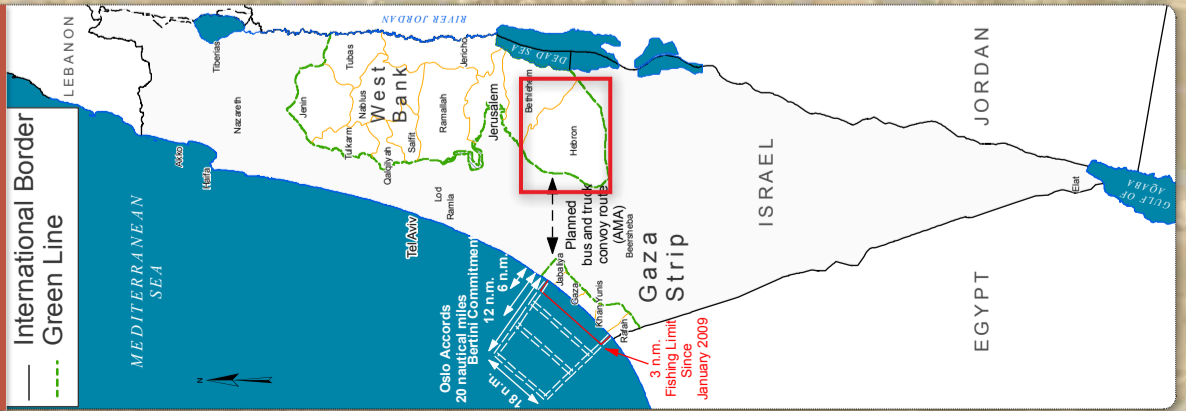 International Border
Green Line
LEBANON
RIVER JORDAN
MEDITERRANEAN
SEA
N
Akko
Haifa
Tiberias
Nazareth
Jenin
Tubas
Tulkarm
Nablus
West
Bank
Qalqilyah
Salfit
Ramallah
Jericho
Lod
Ramla
Tel Aviv
Jerusalem
DEAD SEA
Bethlehem
Hebron
Oslo Accords
20 nautical miles
Bertini Commitment
12 n.m.
6 n.m.
18 n.m.
Planned
bus and truck
convoy route
(AMA)
Beersheba
Jabaliya
Gaza
Khan Yunis
Rafah
Gaza
Strip
3 n.m.
Fishing Limit
Since
January 2009
ISRAEL
JORDAN
EGYPT
Elat
GULF OF
AQABA